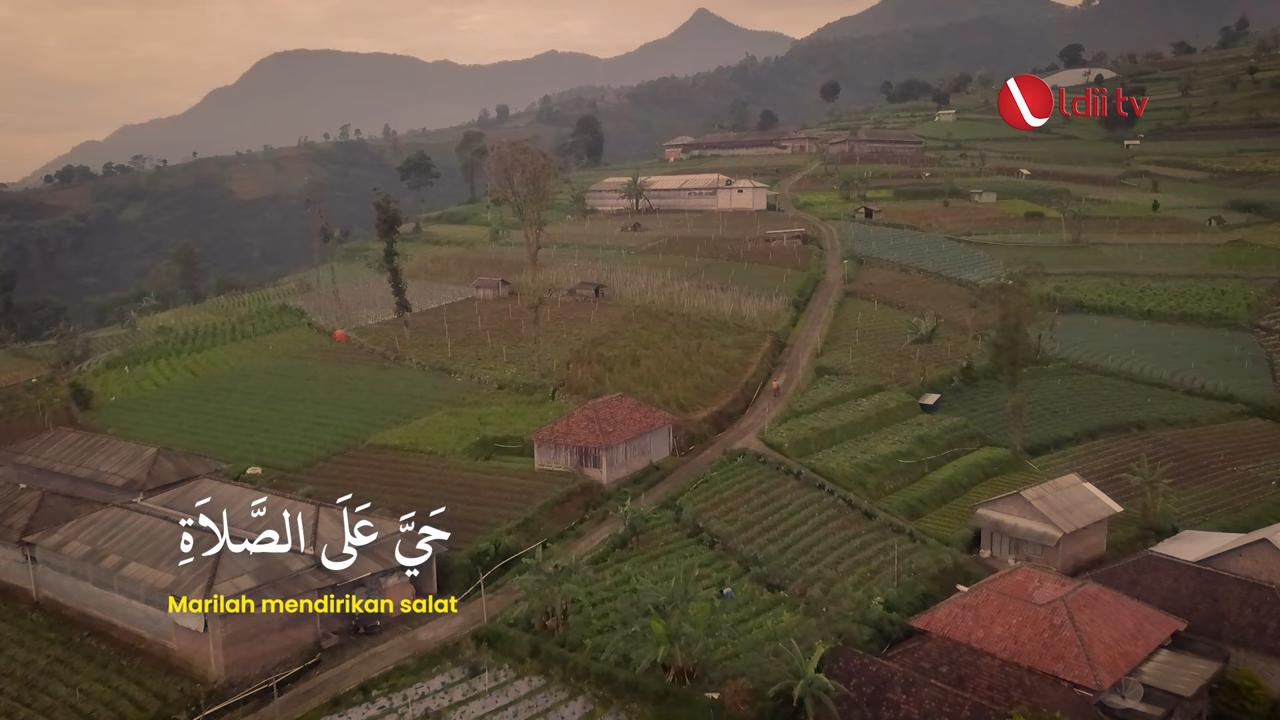 ldii tv
حَيَّ عَلَى الصَّلاَةِ
Marilah mendirikan salat